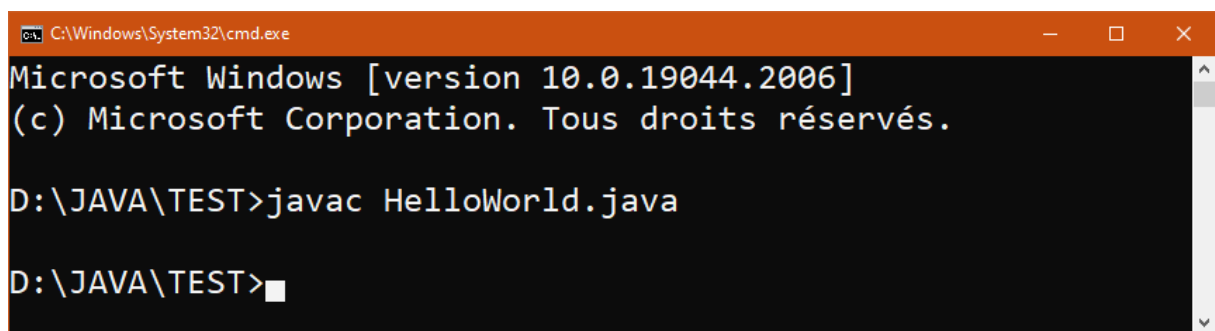 C:\Windows\System32\cmd.exe
Microsoft Windows [version 10.0.19044.2006]
(c) Microsoft Corporation. Tous droits réservés.
D:\JAVA\TEST>javac HelloWorld.java
D:\JAVA\TEST>